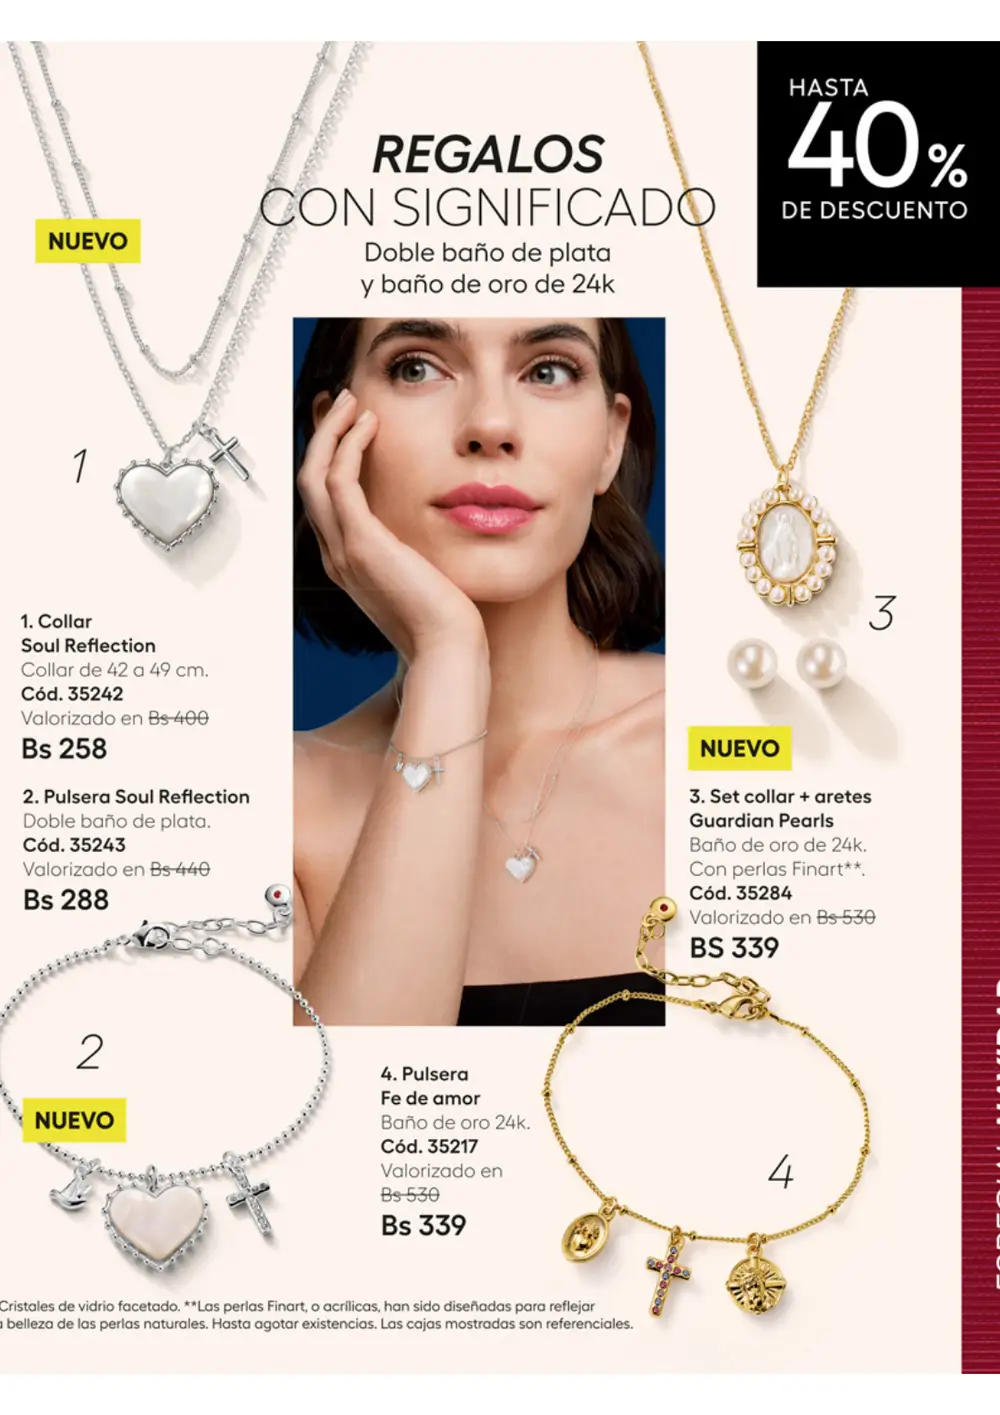 HASTA
40%
DE DESCUENTO
REGALOS
CON SIGNIFICADO
Doble baño de plata
y baño de oro de 24k
NUEVO
1
1. Collar
Soul Reflection
Collar de 42 a 49 cm.
Cód. 35242
Valorizado en Bs 400
Bs 258
2. Pulsera Soul Reflection
Doble baño de plata.
Cód. 35243
Valorizado en Bs 440
Bs 288
3
NUEVO
3. Set collar + aretes
Guardian Pearls
Baño de oro de 24k.
Con perlas Finart**.
Cód. 35284
Valorizado en Bs 530
BS 339
2
NUEVO
4. Pulsera
Fe de amor
Baño de oro 24k.
Cód. 35217
Valorizado en
Bs 530
Bs 339
4
Cristales de vidrio facetado. **Las perlas Finart, o acrílicas, han sido diseñadas para reflejar
a belleza de las perlas naturales. Hasta agotar existencias. Las cajas mostradas son referenciales.